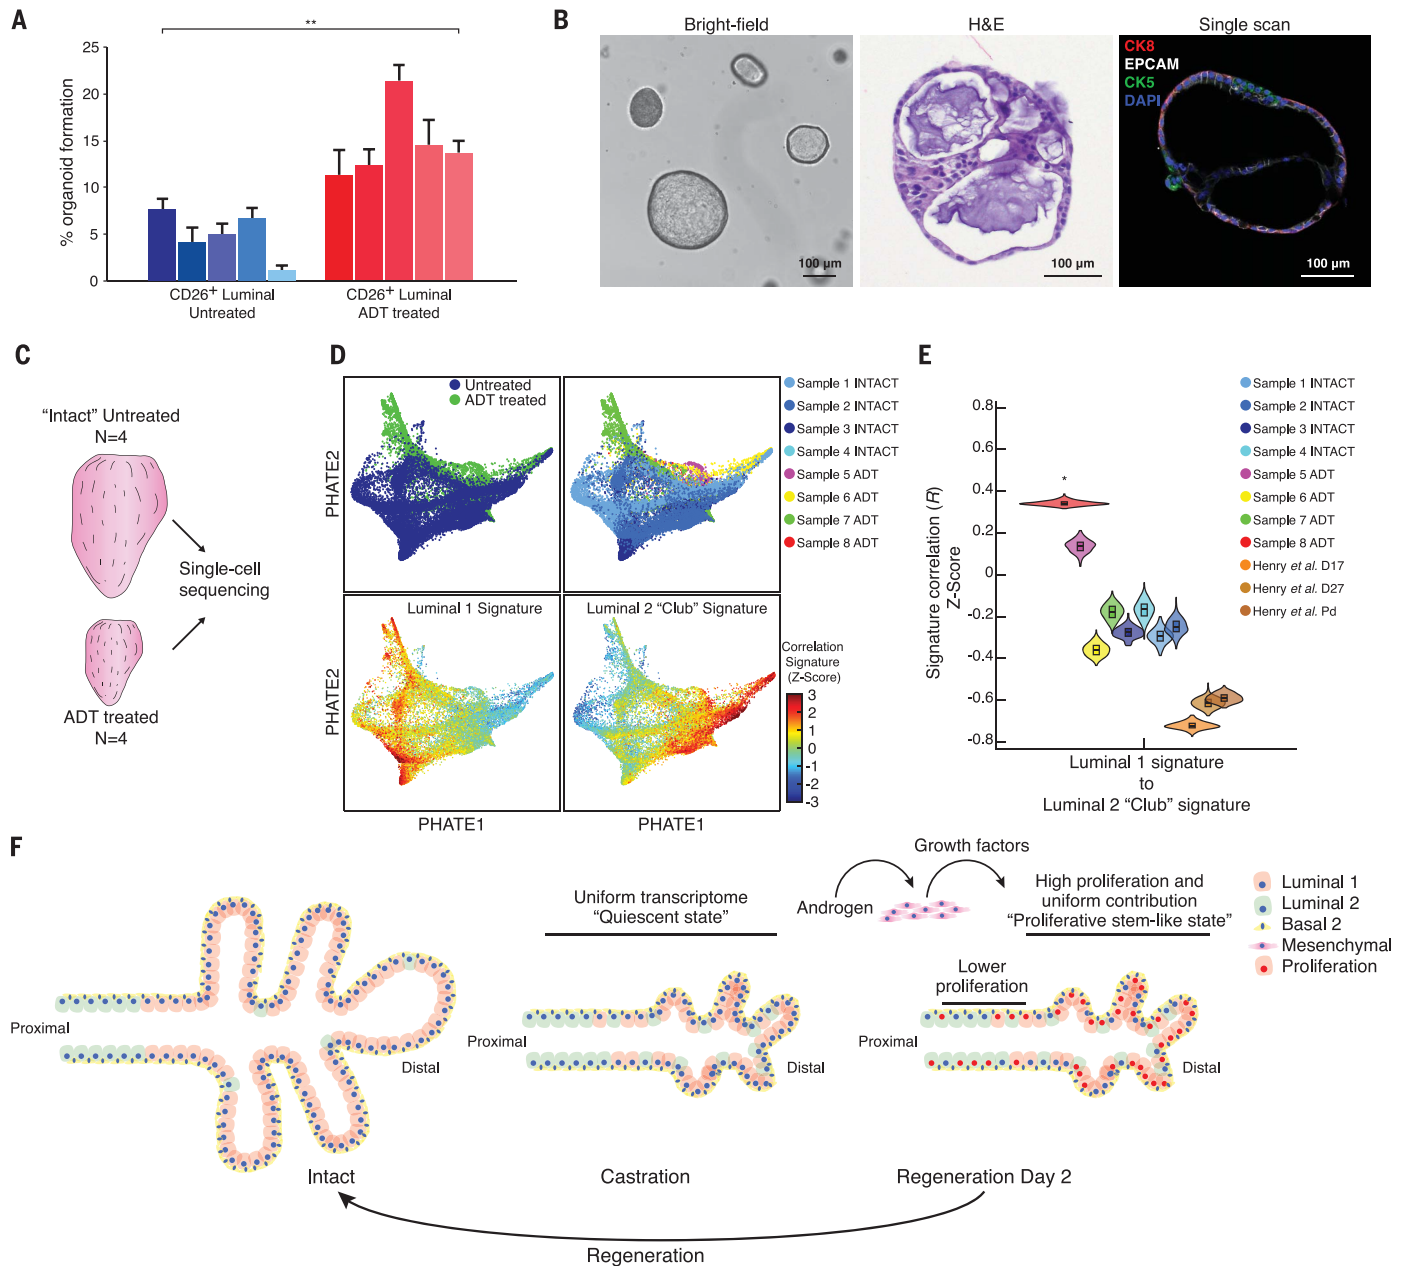 A
**
25
20
15
10
5
0
% organoid formation
CD26+ Luminal
Untreated
CD26+ Luminal
ADT treated
B
Bright-field
H&E
Single scan
CK8
EPCAM
CK5
DAPI
100 µm
100 µm
100 µm
C
“Intact” Untreated
N=4
Single-cell
sequencing
ADT treated
N=4
D
Untreated
ADT treated
PHATE2
Sample 1 INTACT
Sample 2 INTACT
Sample 3 INTACT
Sample 4 INTACT
Sample 5 ADT
Sample 6 ADT
Sample 7 ADT
Sample 8 ADT
Luminal 1 Signature
Luminal 2 “Club” Signature
PHATE2
PHATE1
PHATE1
Correlation
Signature
(Z-Score)
3
2
1
0
-1
-2
-3
E
0.8
0.6
0.4
0.2
0
-0.2
-0.4
-0.6
-0.8
Signature correlation (R)
Z-Score
*
Luminal 1 signature
to
Luminal 2 “Club” signature
Sample 1 INTACT
Sample 2 INTACT
Sample 3 INTACT
Sample 4 INTACT
Sample 5 ADT
Sample 6 ADT
Sample 7 ADT
Sample 8 ADT
Henry et al. D17
Henry et al. D27
Henry et al. Pd
F
Proximal
Distal
Intact
Uniform transcriptome
“Quiescent state”
Proximal
Distal
Castration
Growth factors
Androgen
High proliferation and
uniform contribution
“Proliferative stem-like state”
Lower
proliferation
Proximal
Distal
Regeneration Day 2
Luminal 1
Luminal 2
Basal 2
Mesenchymal
Proliferation
Regeneration